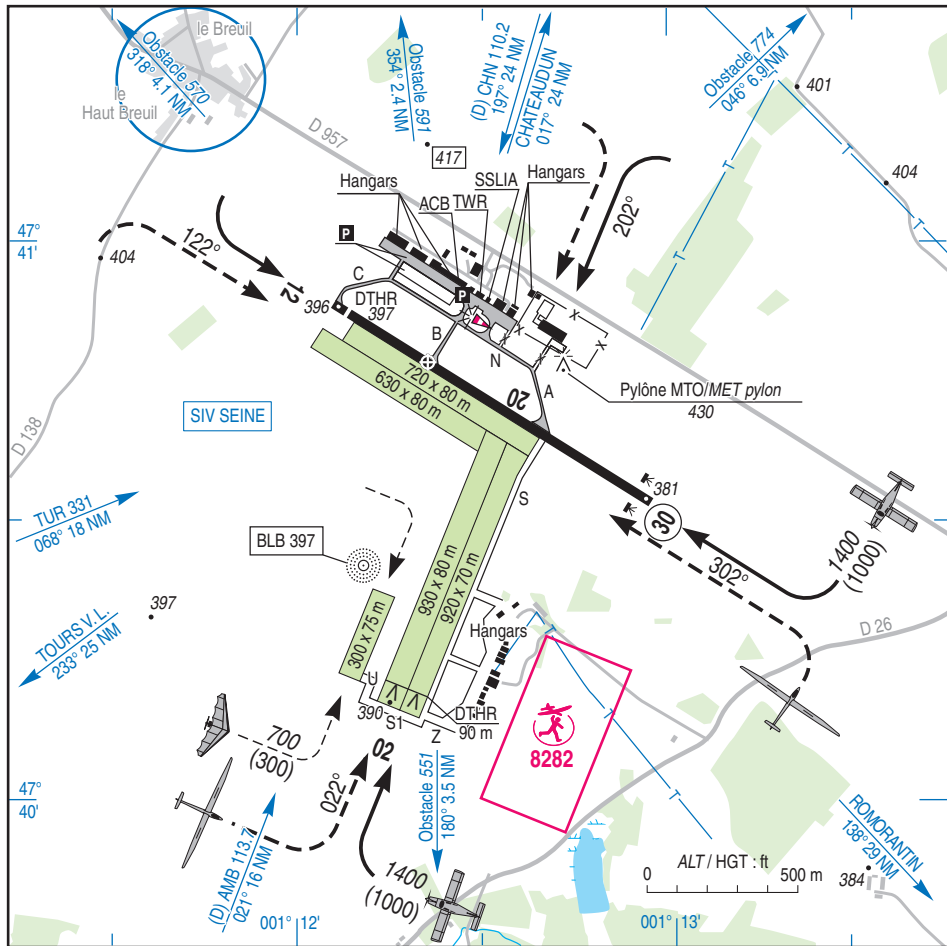 le Breuil
le
Haut Breuil
Obstacle 570
318° 4.1 NM
Obstacle 591
354° 2.4 NM
(D) CHN 110.2
197° 24 NM
CHATEAUDUN
017° 24 NM
Obstacle 774
046° 6.9 NM
401
D 957
417
404
Hangars
SSLIA
Hangars
ACB TWR
202°
47°
41'
404
122°
P
12
C
396
DTHR
397
P
B
N
A
20
Pylône MTO/MET pylon
430
720 x 80 m
630 x 80 m
SIV SEINE
D 138
S
381
30
302°
1400
(1000)
TUR 331
068° 18 NM
BLB 397
930 x 80 m
920 x 70 m
397
TOURS V.L.
233° 25 NM
300 x 75 m
Hangars
D 26
U
390
S1
DTHR
90 m
Z
8282
700
(300)
02
022°
47°
40'
Obstacle 551
180° 3.5 NM
(D) AMB 113.7
021° 16 NM
1400
(1000)
ROMORANTIN
138° 29 NM
ALT / HGT : ft
0 500 m
384
001° 12'
001° 13'
T
T
T
T
T
T
X
X
X
X
X
X